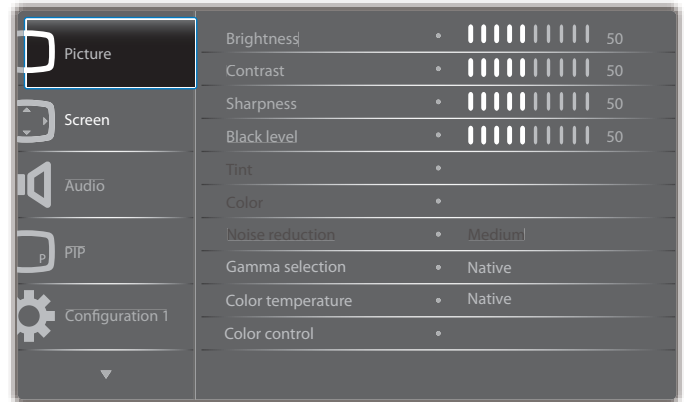 Picture
Screen
Audio
P
PIP
Configuration 1
Brightness 50
Contrast 50
Sharpness 50
Black level 50
Tint
Color
Noise reduction Medium
Gamma selection Native
Color temperature Native
Color control